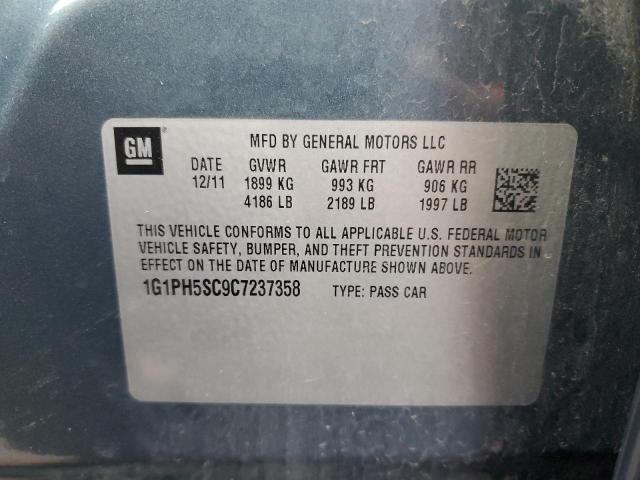 GM
MFD BY GENERAL MOTORS LLC
DATE GVWR GAWR FRT GAWR RR
12/11 1899 KG 993 KG 906 KG
4186 LB 2189 LB 1997 LB
THIS VEHICLE CONFORMS TO ALL APPLICABLE U.S. FEDERAL MOTOR
VEHICLE SAFETY, BUMPER, AND THEFT PREVENTION STANDARDS IN
EFFECT ON THE DATE OF MANUFACTURE SHOWN ABOVE.
1G1PH5SC9C7237358 TYPE: PASS CAR